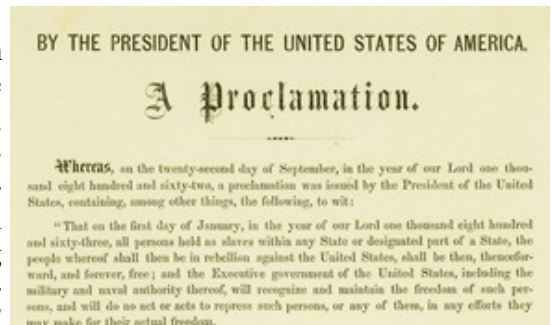 BY THE PRESIDENT OF THE UNITED STATES OF AMERICA.
A Proclamation.
Whereas, on the twenty-second day of September, in the year of our Lord one thou-
sand eight hundred and sixty-two, a proclamation was issued by the President of the United
States, containing, among other things, the following, to wit:
"That on the first day of January, in the year of our Lord one thousand eight hundred
and sixty-three, all persons held as slaves within any State or designated part of a State, the
people whereof shall then be in rebellion against the United States, shall be then, thencefor-
ward, and forever, free; and the Executive government of the United States, including the
military and naval authority thereof, will recognize and maintain the freedom of such per-
sons, and will do no act or acts to repress such persons, or any of them, in any efforts they
may make for their actual freedom.